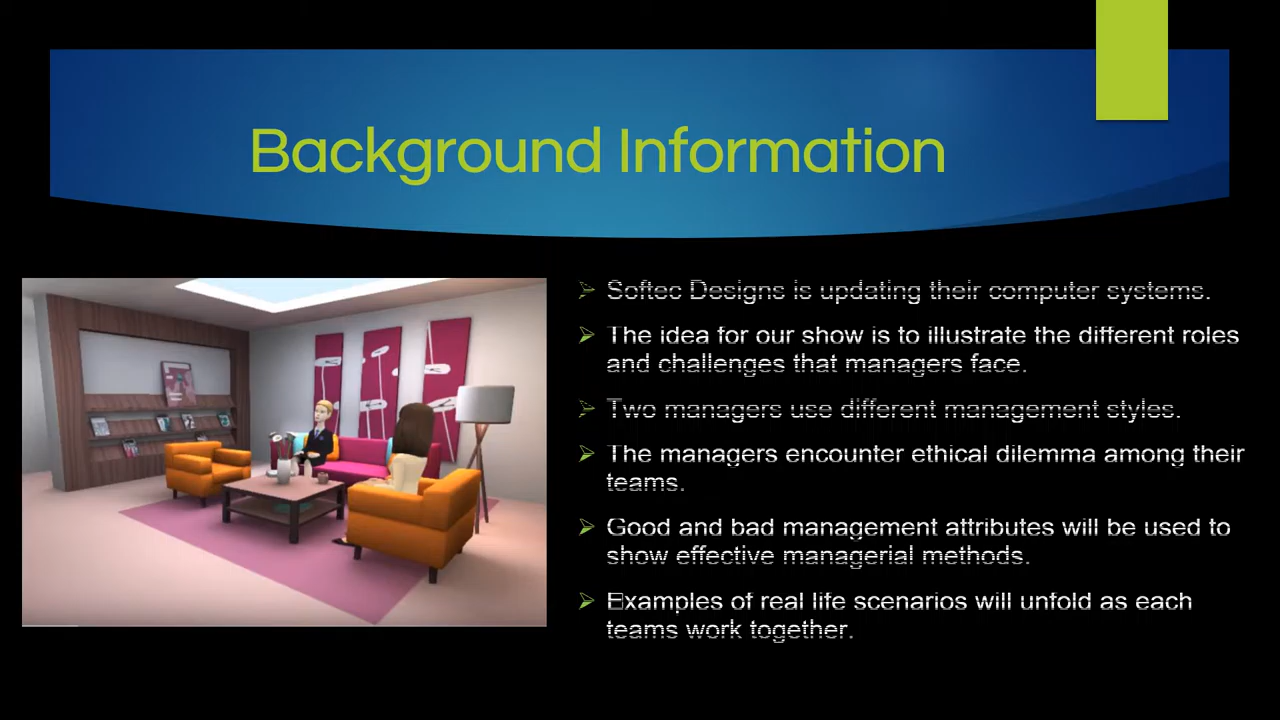 Background Information
Softec Designs is updating their computer systems.
The idea for our show is to illustrate the different roles
and challenges that managers face.
Two managers use different management styles.
The managers encounter ethical dilemma among their
teams.
Good and bad management attributes will be used to
show effective managerial methods.
Examples of real life scenarios will unfold as each
teams work together.